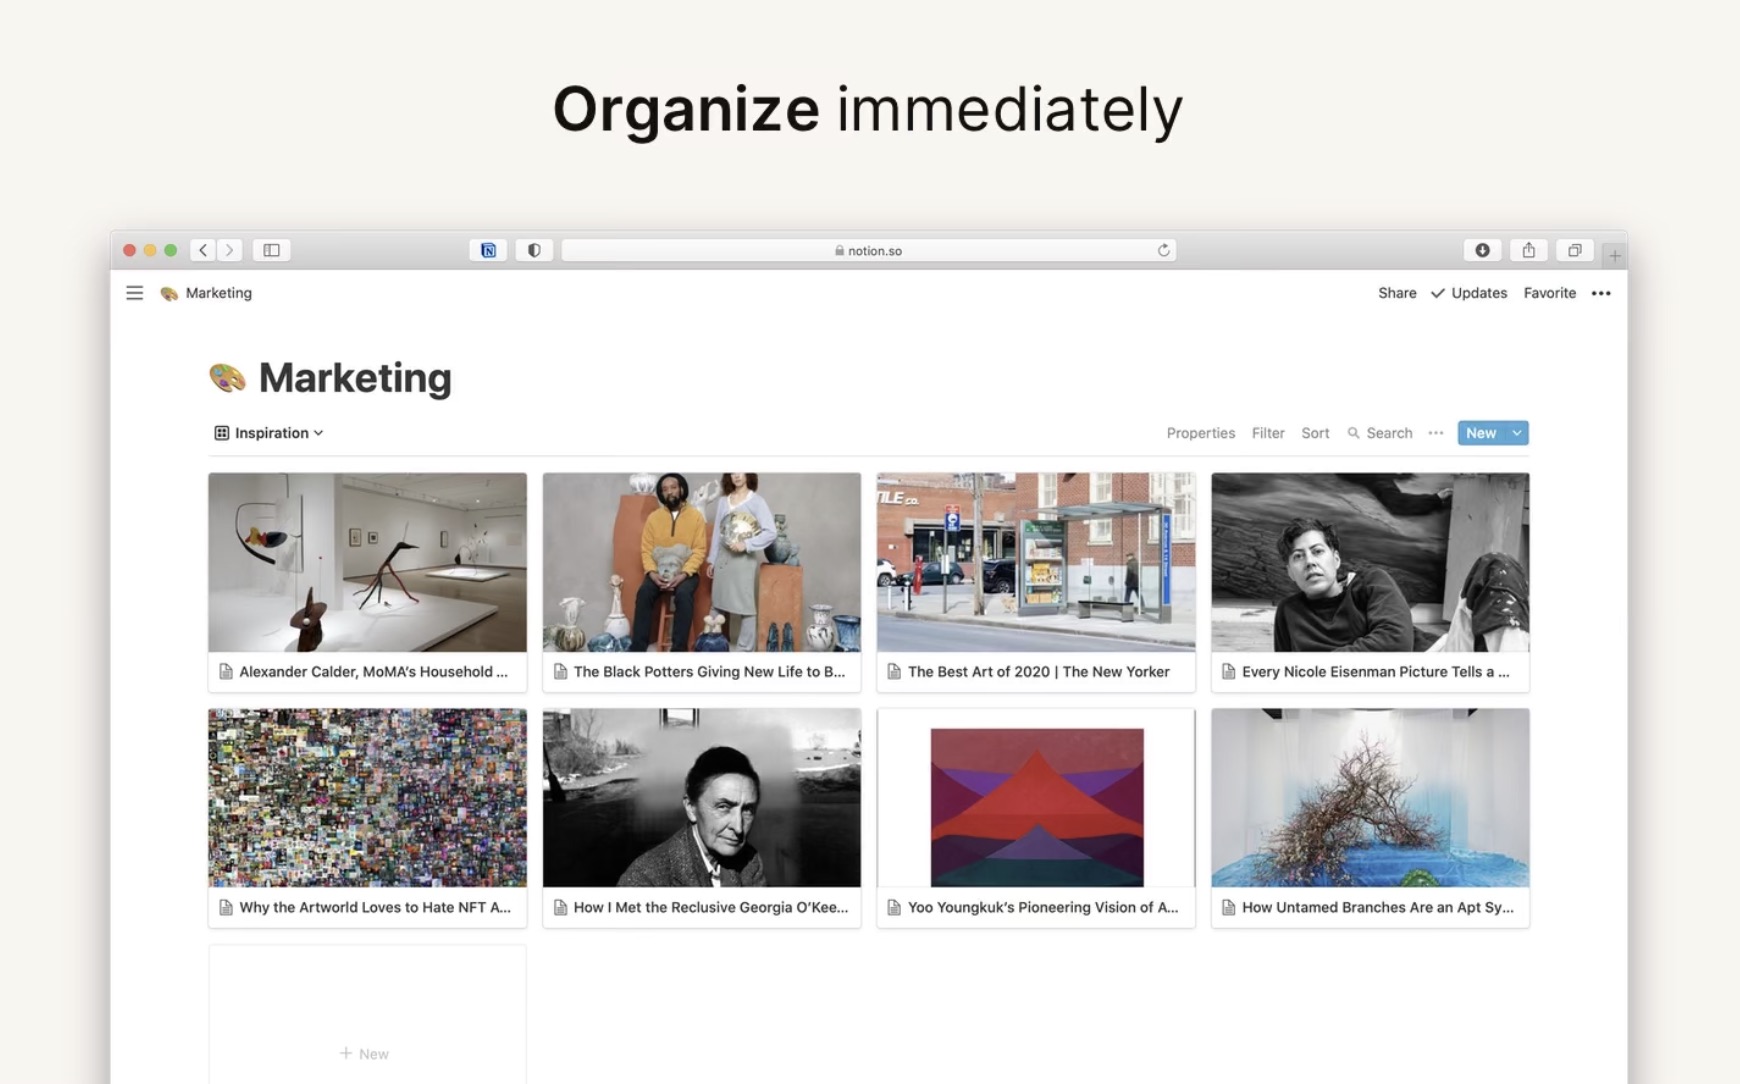 Organize immediately
notion.so
Marketing
Share Updates Favorite
Marketing
Inspiration Properties Filter Sort Search New
TILE CO.
Alexander Calder, MoMA's Household ...
The Black Potters Giving New Life to B...
The Best Art of 2020 | The New Yorker
Every Nicole Eisenman Picture Tells a ...
Why the Artworld Loves to Hate NFT A...
How I Met the Reclusive Georgia O'Kee...
Yoo Youngkuk's Pioneering Vision of A...
How Untamed Branches Are an Apt Sy...
+ New